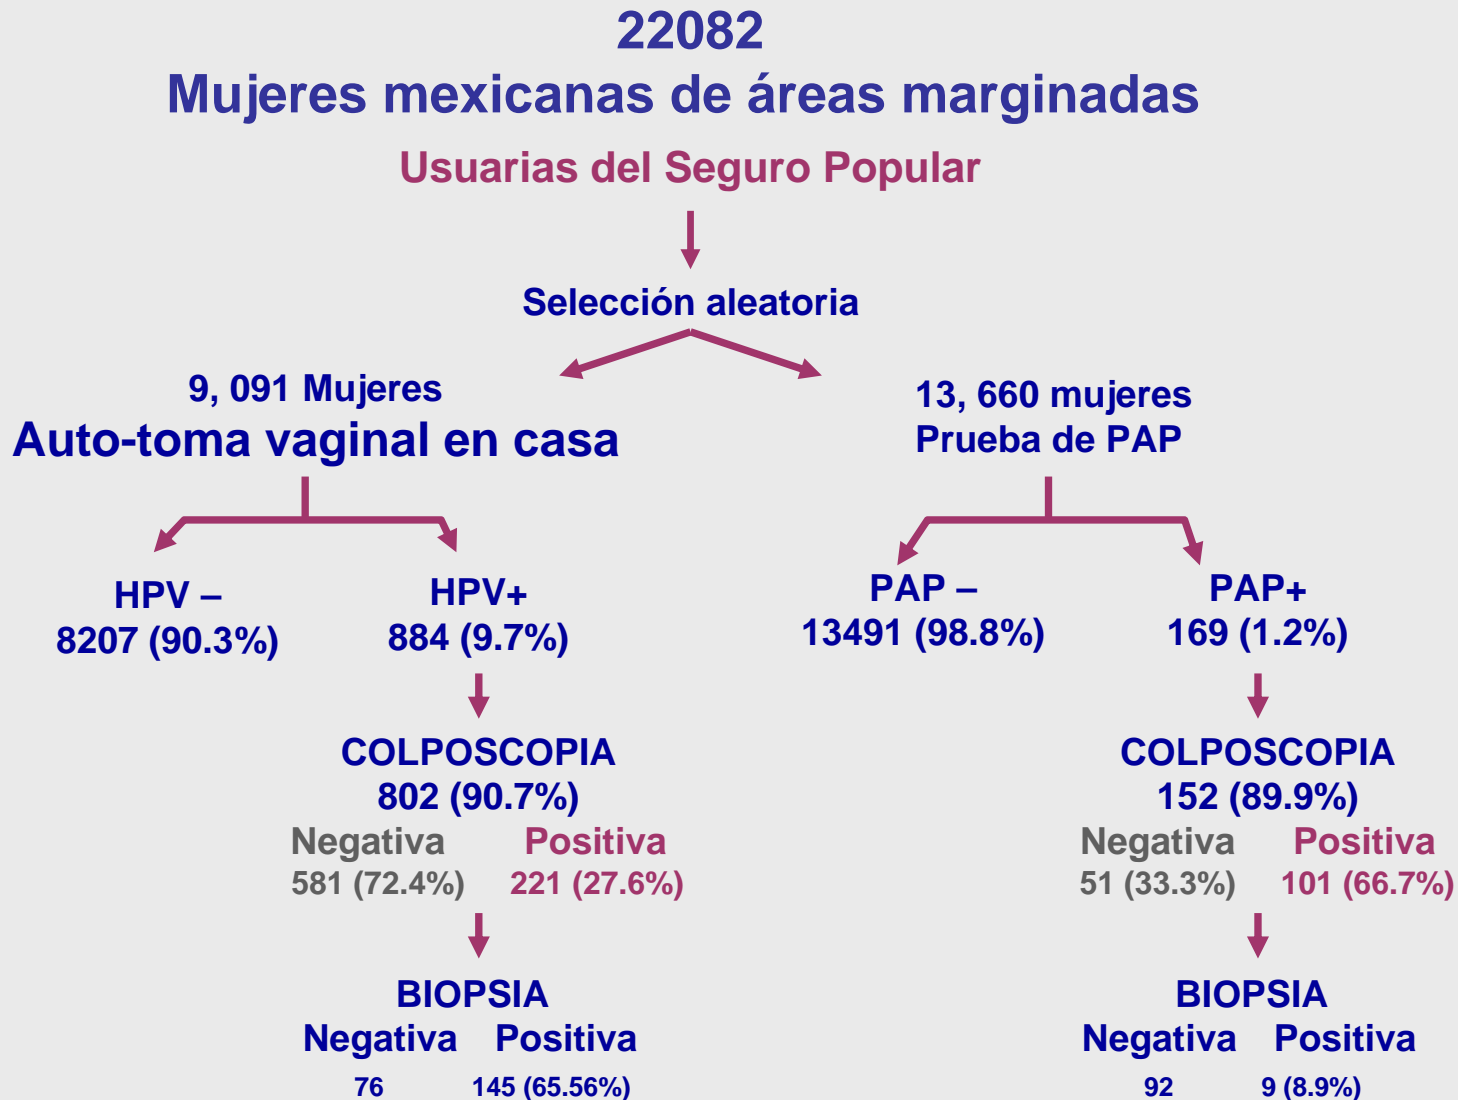 22082
Mujeres mexicanas de áreas marginadas
Usuarias del Seguro Popular
Selección aleatoria
9, 091 Mujeres
Auto-toma vaginal en casa
13, 660 mujeres
Prueba de PAP
HPV –
8207 (90.3%)
HPV+
884 (9.7%)
PAP –
13491 (98.8%)
PAP+
169 (1.2%)
COLPOSCOPIA
802 (90.7%)
Negativa Positiva
581 (72.4%) 221 (27.6%)
COLPOSCOPIA
152 (89.9%)
Negativa Positiva
51 (33.3%) 101 (66.7%)
BIOPSIA
Negativa Positiva
76 145 (65.56%)
BIOPSIA
Negativa Positiva
92 9 (8.9%)